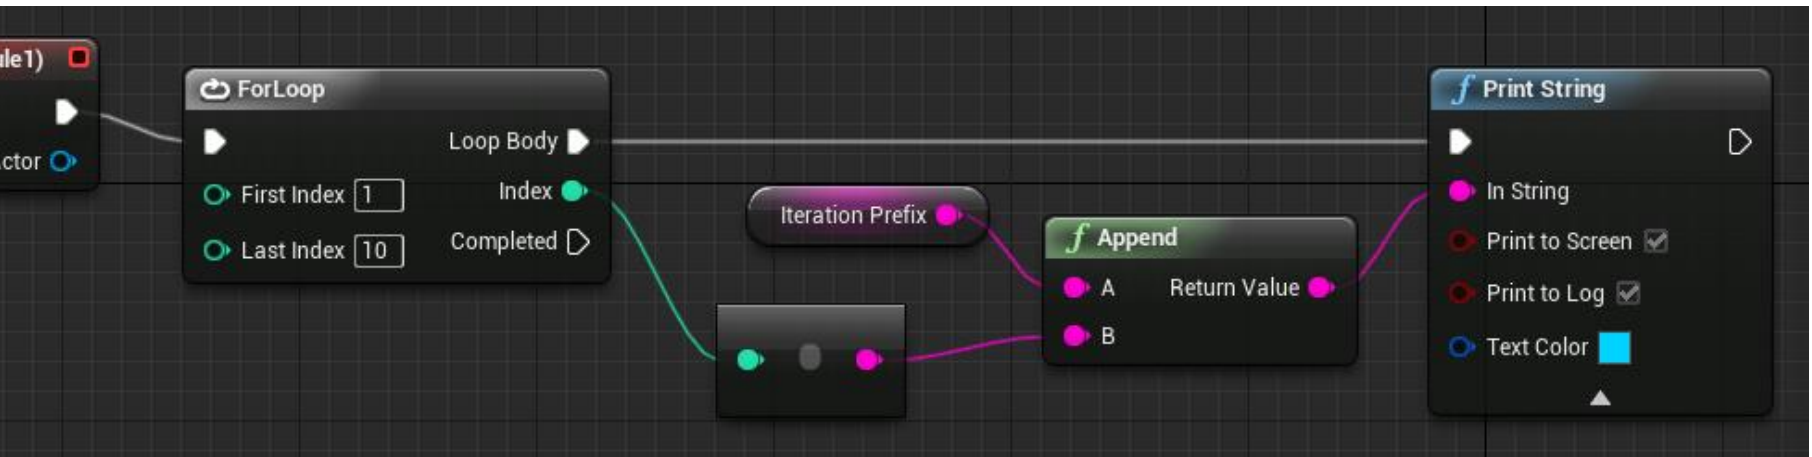 ule1)
ctor
ForLoop
Loop Body
First Index 1
Index
Last Index 10
Completed
Iteration Prefix
f Append
A
Return Value
B
f Print String
In String
Print to Screen
Print to Log
Text Color